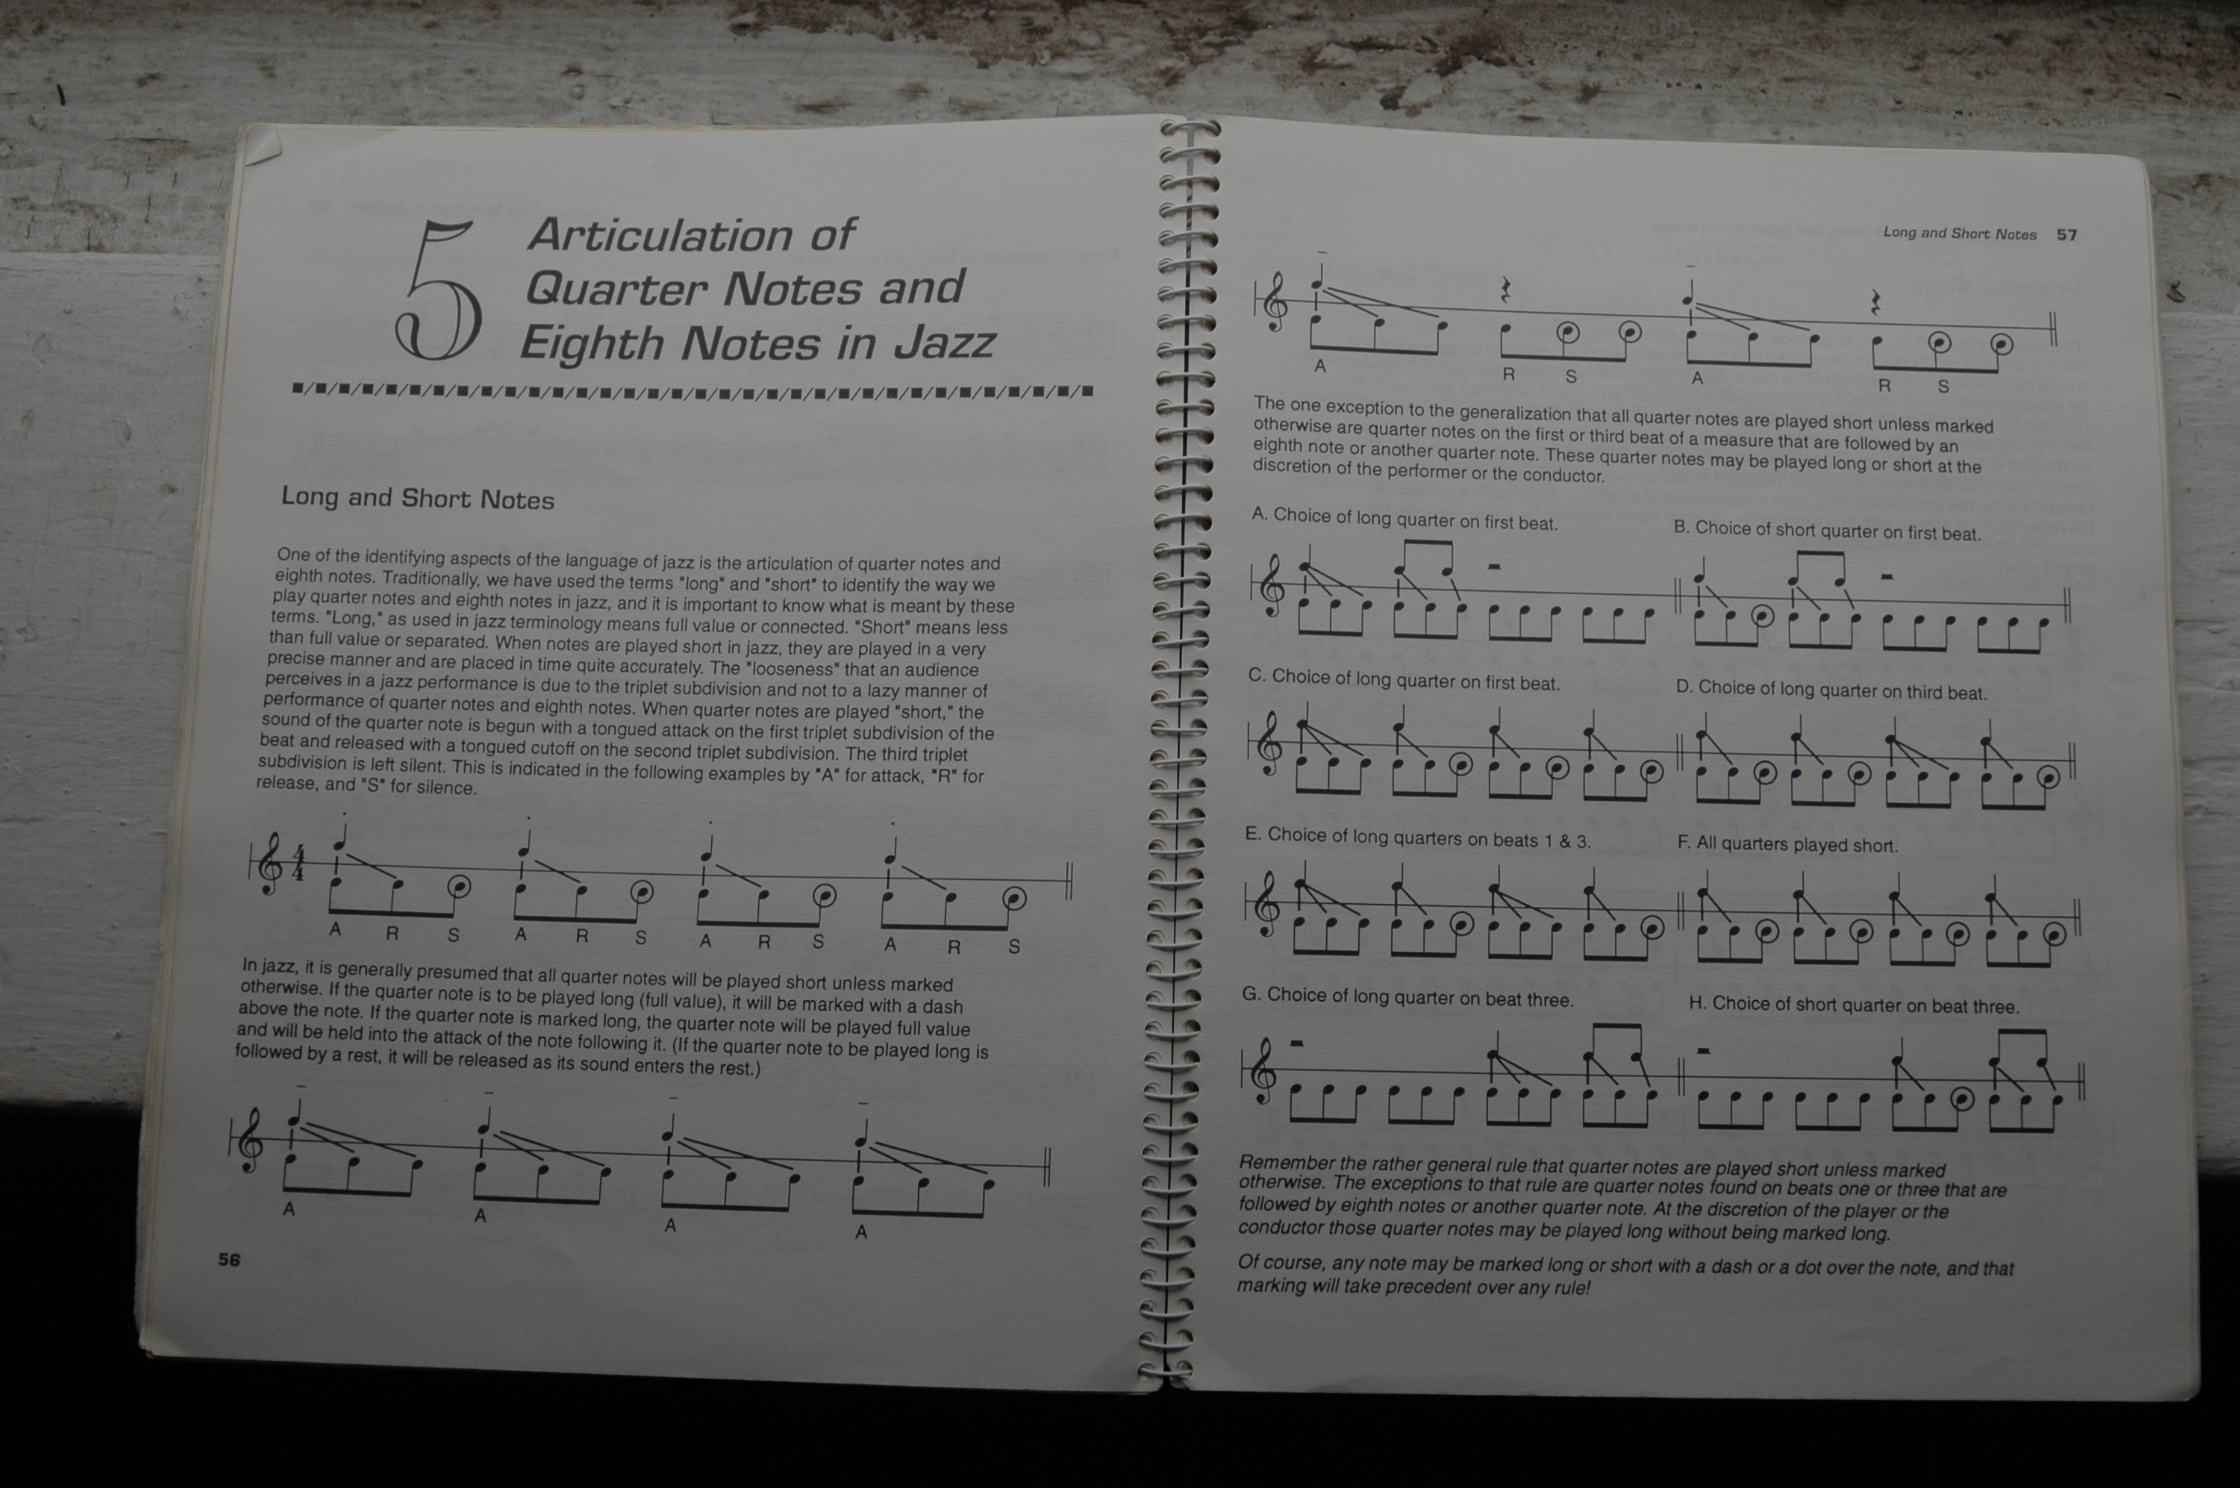 5
Articulation of
Quarter Notes and
Eighth Notes in Jazz
Long and Short Notes
One of the identifying aspects of the language of jazz is the articulation of quarter notes and
eighth notes. Traditionally, we have used the terms "long" and "short" to identify the way we
play quarter notes and eighth notes in jazz, and it is important to know what is meant by these
terms. "Long," as used in jazz terminology means full value or connected. "Short" means less
than full value or separated. When notes are played short in jazz, they are played in a very
precise manner and are placed in time quite accurately. The "looseness" that an audience
perceives in a jazz performance is due to the triplet subdivision and not to a lazy manner of
performance of quarter notes and eighth notes. When quarter notes are played "short," the
sound of the quarter note is begun with a tongued attack on the first triplet subdivision of the
beat and released with a tongued cutoff on the second triplet subdivision. The third triplet
subdivision is left silent. This is indicated in the following examples by "A" for attack, "R" for
release, and "S" for silence.
4
4
A R S A R S A R S A R S
In jazz, it is generally presumed that all quarter notes will be played short unless marked
otherwise. If the quarter note is to be played long (full value), it will be marked with a dash
above the note. If the quarter note is marked long, the quarter note will be played full value
and will be held into the attack of the note following it. (If the quarter note to be played long is
followed by a rest, it will be released as its sound enters the rest.)
A A A A
56
Long and Short Notes 57
A R S A R S
The one exception to the generalization that all quarter notes are played short unless marked
otherwise are quarter notes on the first or third beat of a measure that are followed by an
eighth note or another quarter note. These quarter notes may be played long or short at the
discretion of the performer or the conductor.
A. Choice of long quarter on first beat. B. Choice of short quarter on first beat.
C. Choice of long quarter on first beat. D. Choice of long quarter on third beat.
E. Choice of long quarters on beats 1 & 3. F. All quarters played short.
G. Choice of long quarter on beat three. H. Choice of short quarter on beat three.
Remember the rather general rule that quarter notes are played short unless marked
otherwise. The exceptions to that rule are quarter notes found on beats one or three that are
followed by eighth notes or another quarter note. At the discretion of the player or the
conductor those quarter notes may be played long without being marked long.
Of course, any note may be marked long or short with a dash or a dot over the note, and that
marking will take precedent over any rule!